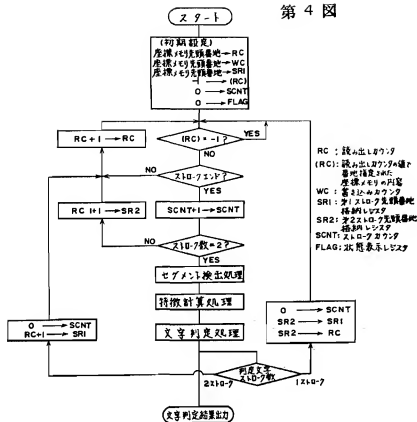 第4図
スタート
(初期設定)
座標メモリ先頭番地→RC
座標メモリ先頭番地→WC
座標メモリ先頭番地→SR1
-1→(RC)
0→SCNT
0→FLAG
RC+1→RC
(RC)=-1?
YES
NO
ストロークエンド?
NO
YES
RC+1→SR2
SCNT+1→SCNT
ストローク数=2?
NO
YES
セグメント検出処理
特徴計算処理
文字判定処理
0→SCNT
RC+1→SR1
0→SCNT
SR2→SR1
SR2→RC
判定文字
ストローク数
2ストローク
1ストローク
文字判定結果出力
RC:読み出しカウンタ
(RC):読み出しカウンタの値で
番地指定された
座標メモリの内容
WC:書き込みカウンタ
SR1:第1ストローク先頭番地
格納レジスタ
SR2:第2ストローク先頭番地
格納レジスタ
SCNT:ストロークカウンタ
FLAG:状態表示レジスタ